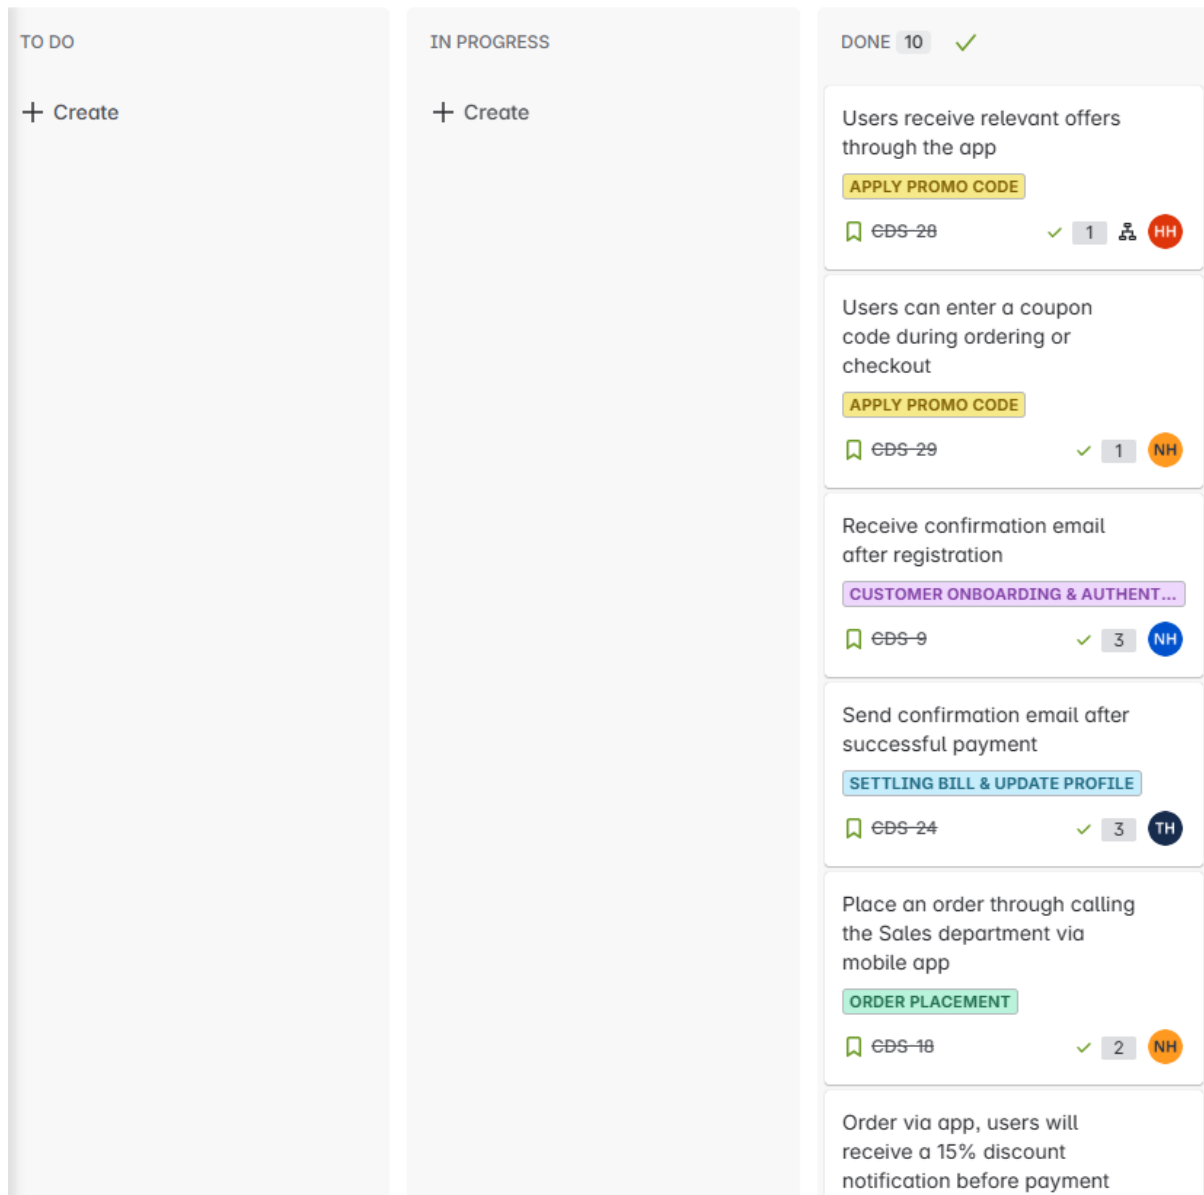 TO DO
+ Create
IN PROGRESS
+ Create
DONE 10
Users receive relevant offers
through the app
APPLY PROMO CODE
CDS-28 1 HH
Users can enter a coupon
code during ordering or
checkout
APPLY PROMO CODE
CDS-29 1 NH
Receive confirmation email
after registration
CUSTOMER ONBOARDING & AUTHENT...
CDS-9 3 NH
Send confirmation email after
successful payment
SETTLING BILL & UPDATE PROFILE
CDS-24 3 TH
Place an order through calling
the Sales department via
mobile app
ORDER PLACEMENT
CDS-18 2 NH
Order via app, users will
receive a 15% discount
notification before payment